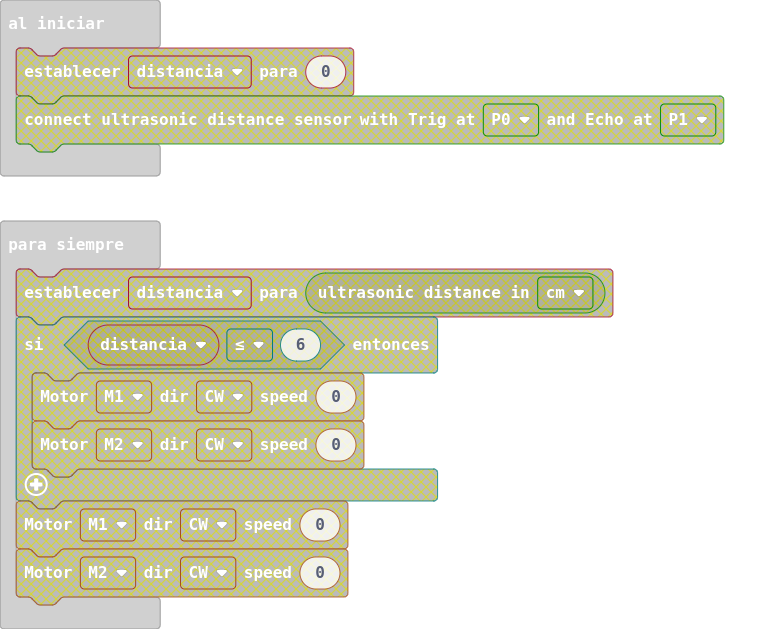 al iniciar
establecer distancia para 0
connect ultrasonic distance sensor with Trig at P0 and Echo at P1
para siempre
establecer distancia para ultrasonic distance in cm
si distancia ≤ 6 entonces
Motor M1 dir CW speed 0
Motor M2 dir CW speed 0
Motor M1 dir CW speed 0
Motor M2 dir CW speed 0